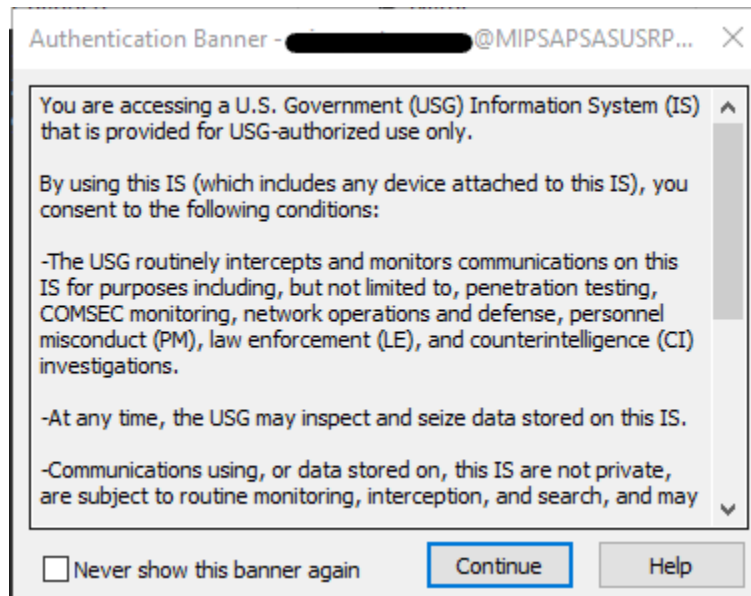 Authentication Banner - @MIPSAPSASUSRP...
You are accessing a U.S. Government (USG) Information System (IS)
that is provided for USG-authorized use only.
By using this IS (which includes any device attached to this IS), you
consent to the following conditions:
-The USG routinely intercepts and monitors communications on this
IS for purposes including, but not limited to, penetration testing,
COMSEC monitoring, network operations and defense, personnel
misconduct (PM), law enforcement (LE), and counterintelligence (CI)
investigations.
-At any time, the USG may inspect and seize data stored on this IS.
-Communications using, or data stored on, this IS are not private,
are subject to routine monitoring, interception, and search, and may
Never show this banner again
Continue
Help